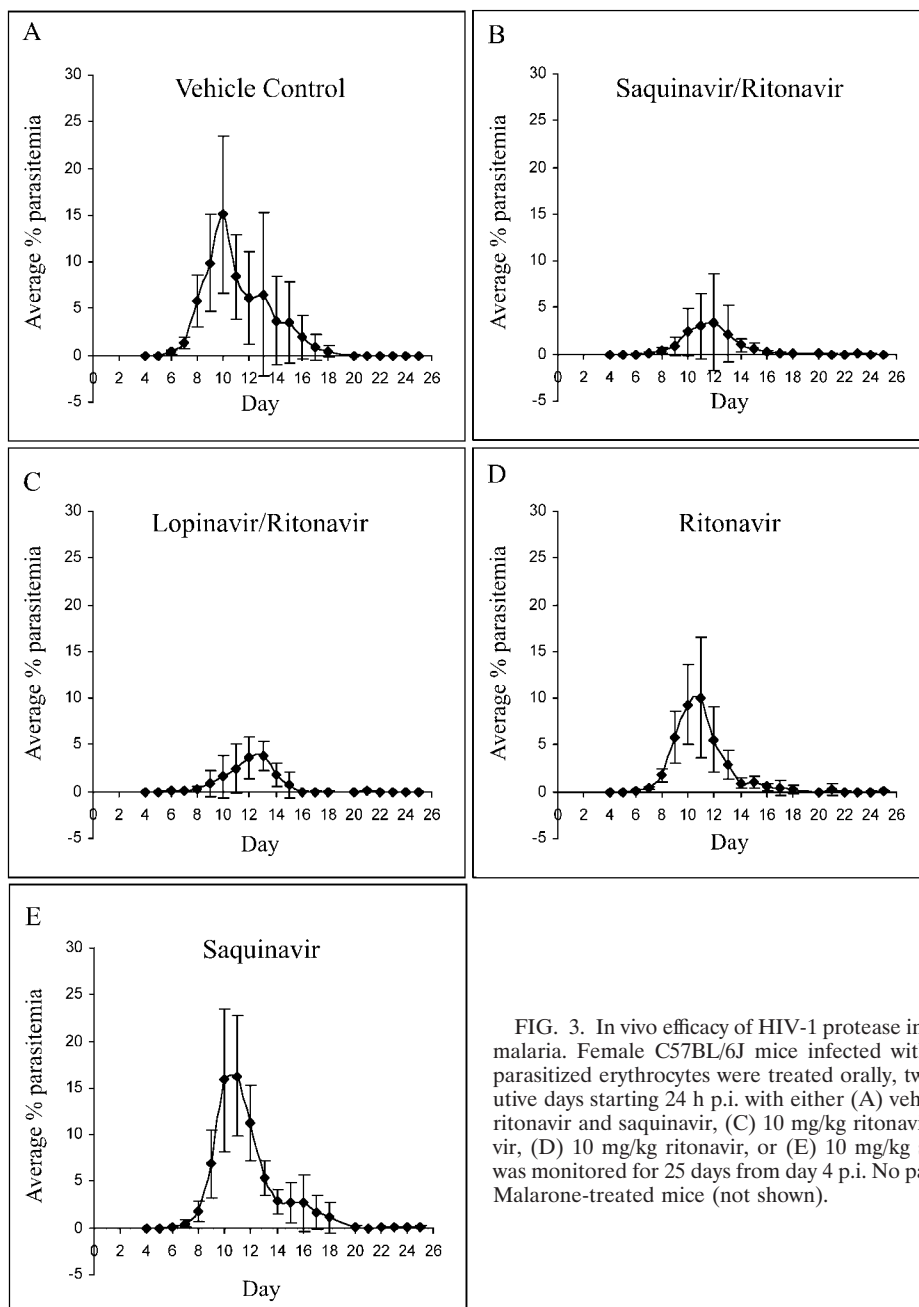 A
Vehicle Control
30
25
20
15
10
5
0
-5
Average % parasitemia
0 2 4 6 8 10 12 14 16 18 20 22 24 26
Day
B
Saquinavir/Ritonavir
30
25
20
15
10
5
0
-5
Average % parasitemia
0 2 4 6 8 10 12 14 16 18 20 22 24 26
Day
C
Lopinavir/Ritonavir
30
25
20
15
10
5
0
-5
Average % parasitemia
0 2 4 6 8 10 12 14 16 18 20 22 24 26
Day
D
Ritonavir
30
25
20
15
10
5
0
-5
Average % parasitemia
0 2 4 6 8 10 12 14 16 18 20 22 24 26
Day
E
Saquinavir
30
25
20
15
10
5
0
-5
Average % parasitemia
0 2 4 6 8 10 12 14 16 18 20 22 24 26
Day
FIG. 3. In vivo efficacy of HIV-1 protease in
malaria. Female C57BL/6J mice infected wit
parasitized erythrocytes were treated orally, tw
utive days starting 24 h p.i. with either (A) veh
ritonavir and saquinavir, (C) 10 mg/kg ritonavi
vir, (D) 10 mg/kg ritonavir, or (E) 10 mg/kg
was monitored for 25 days from day 4 p.i. No pa
Malarone-treated mice (not shown).